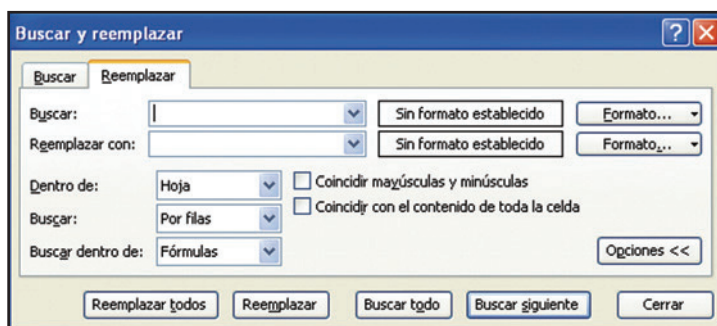 Buscar y reemplazar
Buscar Reemplazar
Buscar: Sin formato establecido Formato...
Reemplazar con: Sin formato establecido Formato...
Dentro de: Hoja Coincidir mayúsculas y minúsculas
Buscar: Por filas Coincidir con el contenido de toda la celda
Buscar dentro de: Fórmulas Opciones <<
Reemplazar todos Reemplazar Buscar todo Buscar siguiente Cerrar